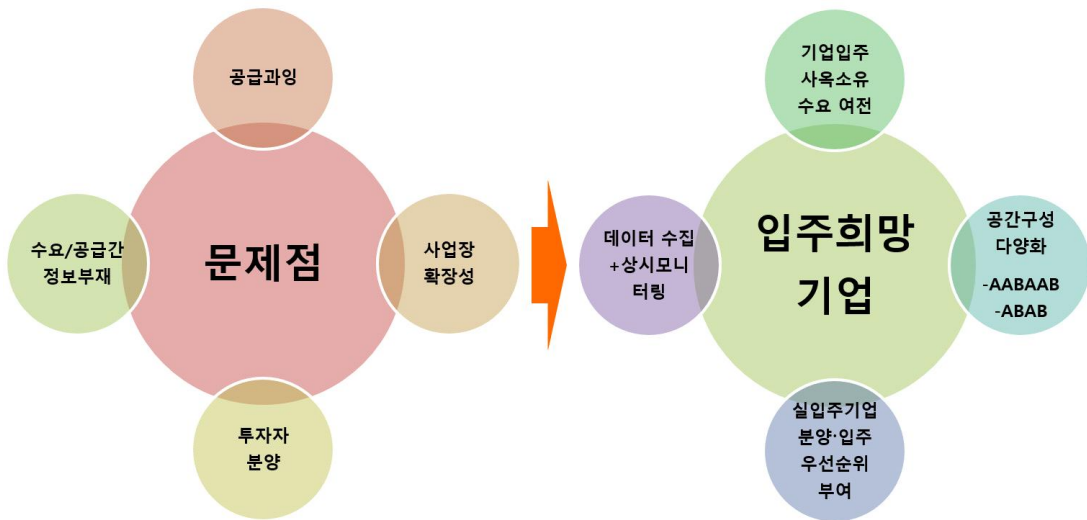 공급과잉
수요/공급간
정보부재
문제점
사업장
확장성
투자자
분양
기업입주
사옥소유
수요 여전
데이터 수집
+상시모니
터링
입주희망
기업
공간구성
다양화
-AABAAB
-ABAB
실입주기업
분양·입주
우선순위
부여